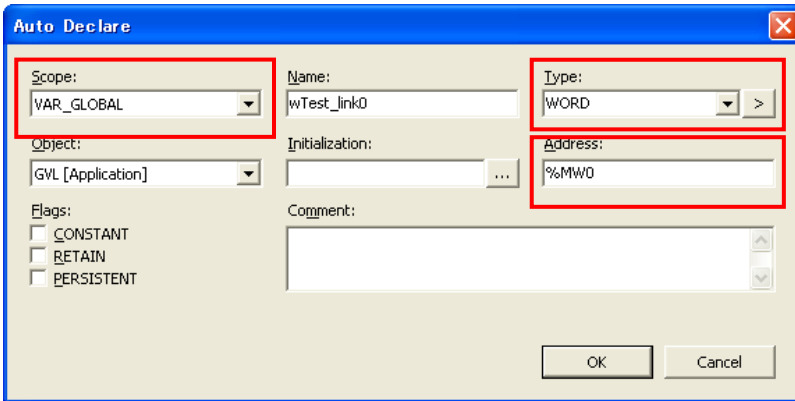 Auto Declare
Scope:
Name:
Type:
VAR_GLOBAL
wTest_link0
WORD
>
Object:
Initialization:
Address:
GVL [Application]
...
%MW0
Flags:
Comment:
CONSTANT
RETAIN
PERSISTENT
OK
Cancel